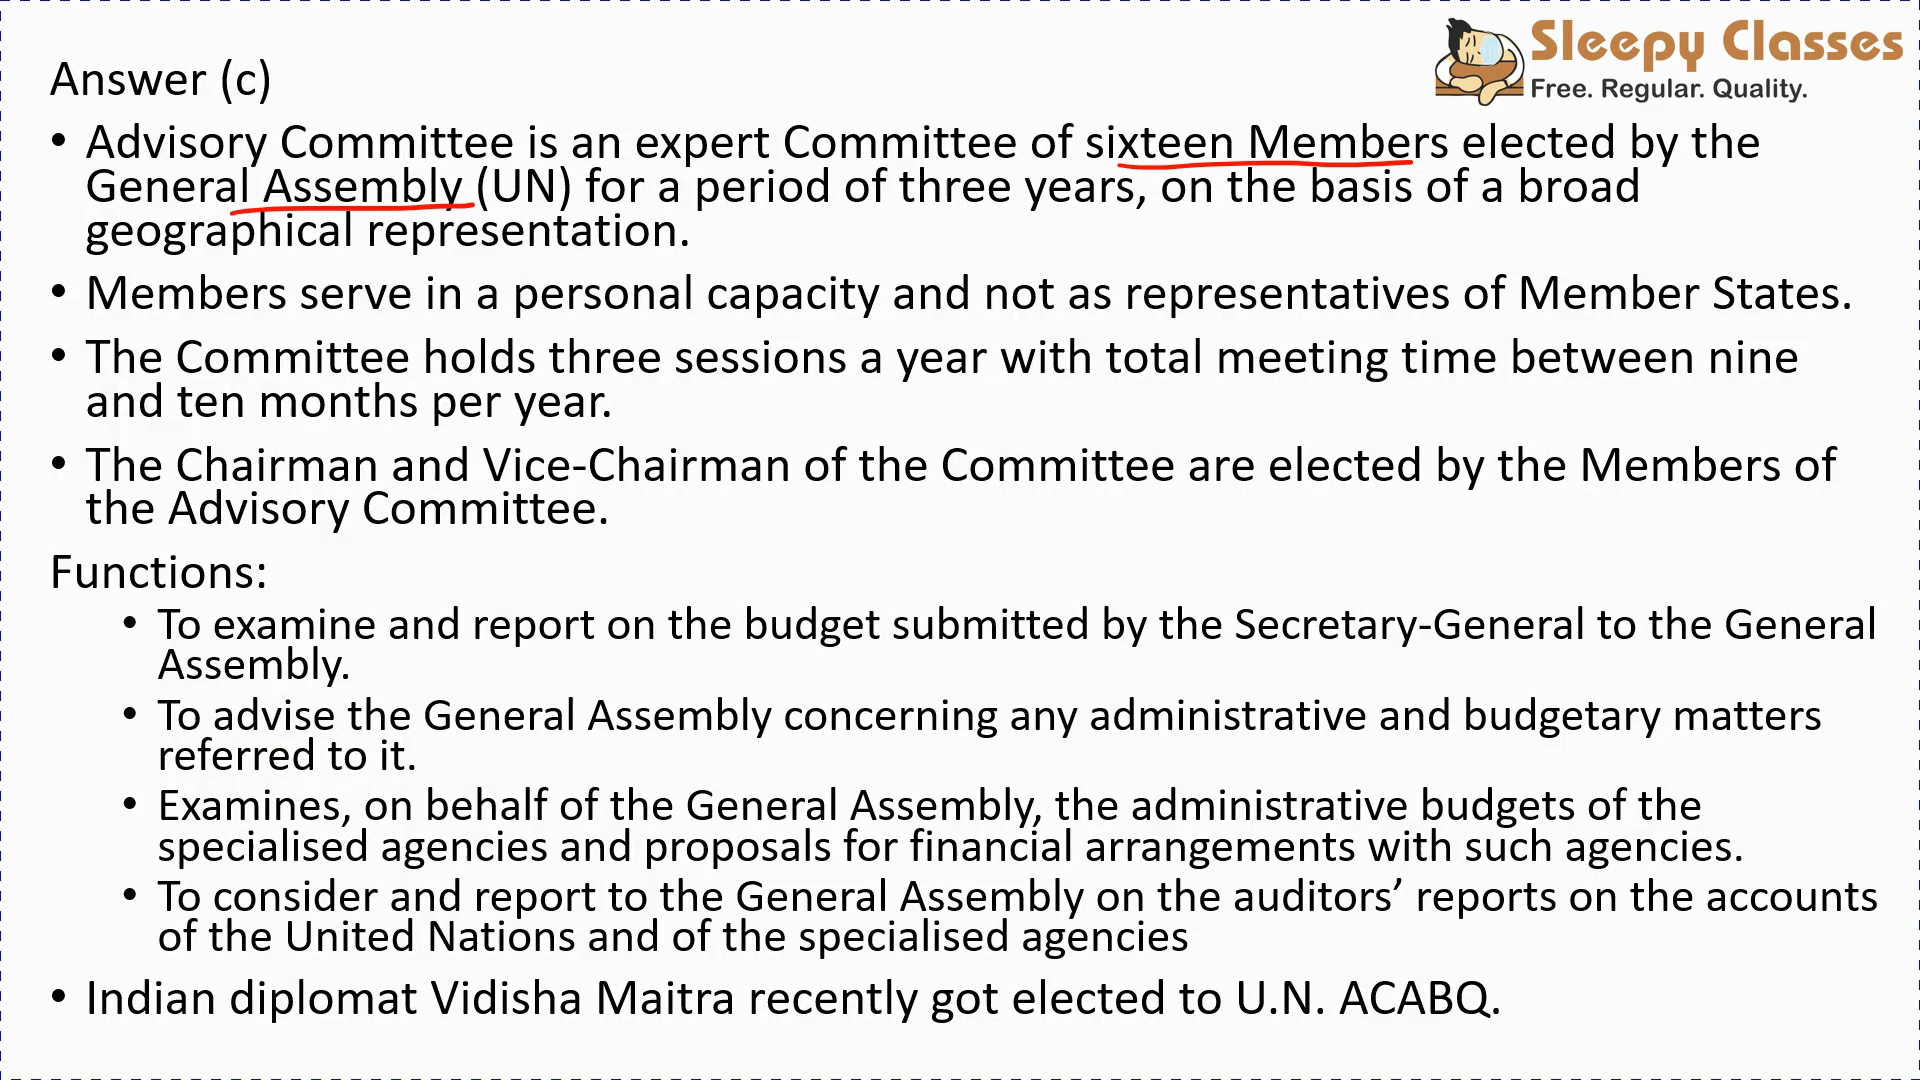 Sleepy Classes
Free. Regular. Quality.
Answer (c)
• Advisory Committee is an expert Committee of sixteen Members elected by the
General Assembly (UN) for a period of three years, on the basis of a broad
geographical representation.
• Members serve in a personal capacity and not as representatives of Member States.
• The Committee holds three sessions a year with total meeting time between nine
and ten months per year.
• The Chairman and Vice-Chairman of the Committee are elected by the Members of
the Advisory Committee.
Functions:
• To examine and report on the budget submitted by the Secretary-General to the General
Assembly.
• To advise the General Assembly concerning any administrative and budgetary matters
referred to it.
• Examines, on behalf of the General Assembly, the administrative budgets of the
specialised agencies and proposals for financial arrangements with such agencies.
• To consider and report to the General Assembly on the auditors’ reports on the accounts
of the United Nations and of the specialised agencies
• Indian diplomat Vidisha Maitra recently got elected to U.N. ACABQ.